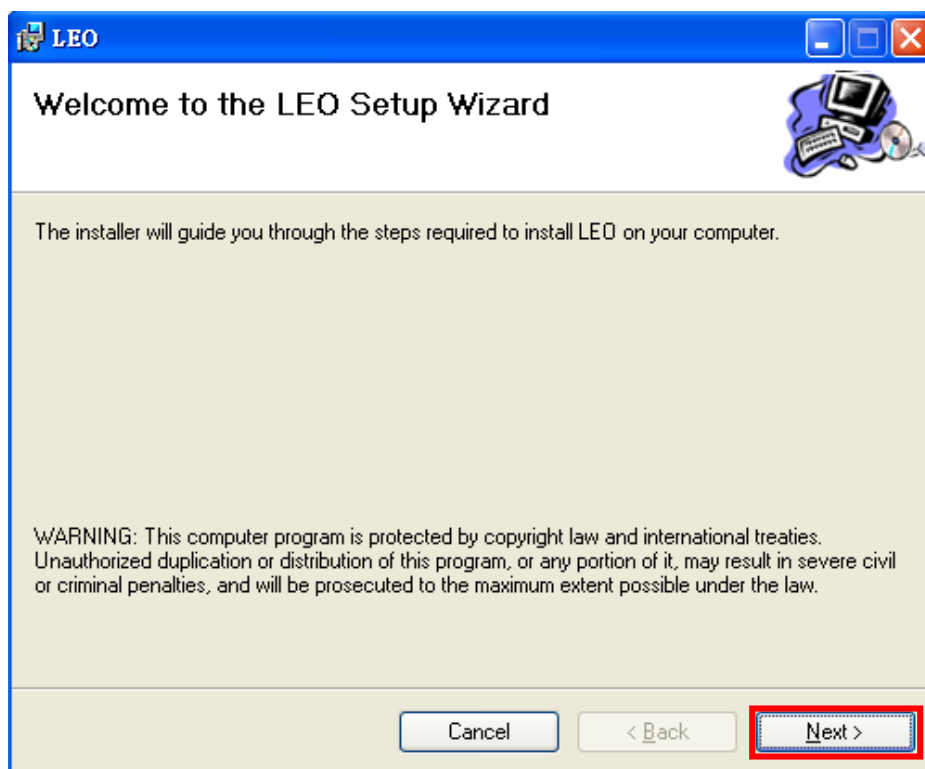 LEO
Welcome to the LEO Setup Wizard
The installer will guide you through the steps required to install LEO on your computer.
WARNING: This computer program is protected by copyright law and international treaties.
Unauthorized duplication or distribution of this program, or any portion of it, may result in severe civil
or criminal penalties, and will be prosecuted to the maximum extent possible under the law.
Cancel < Back Next >